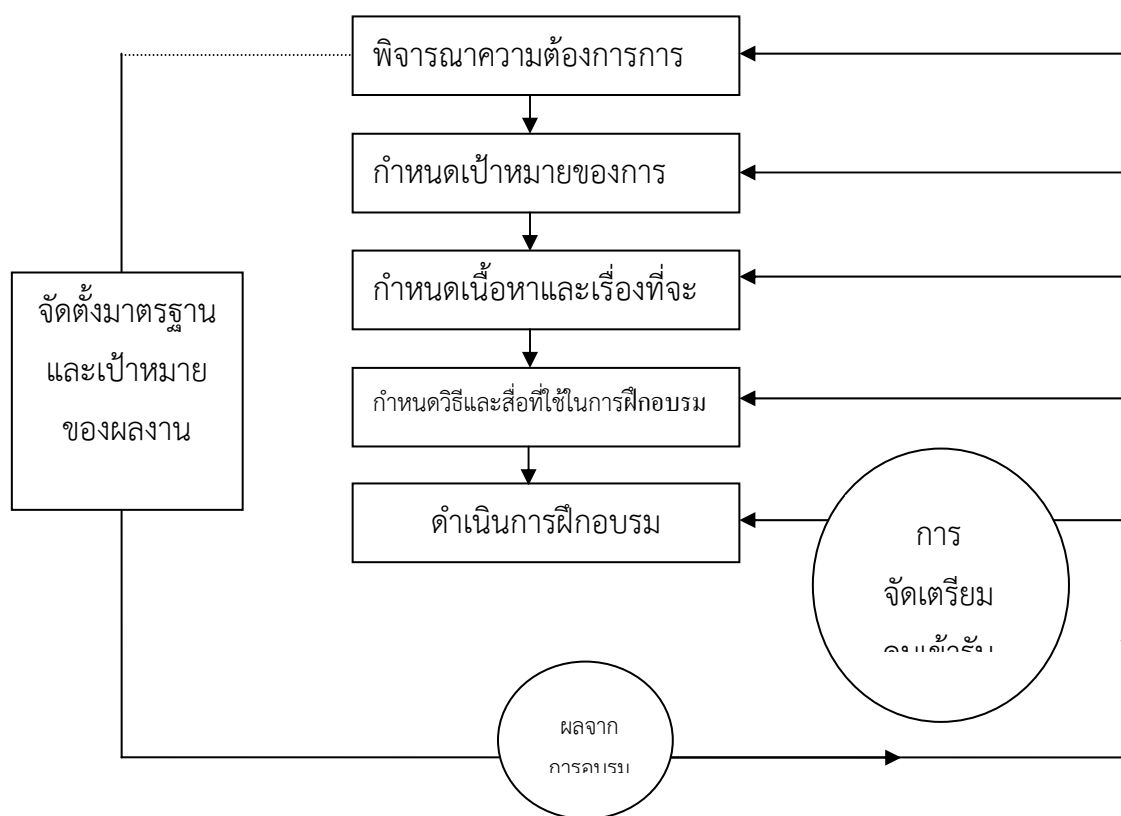 พิจารณาความต้องการการ
กำหนดเป้าหมายของการ
กำหนดเนื้อหาและเรื่องที่จะ
จัดตั้งมาตรฐาน
และเป้าหมาย
ของผลงาน
กำหนดวิธีและสื่อที่ใช้ในการฝึกอบรม
ดำเนินการฝึกอบรม
การ
จัดเตรียม
ผลจาก
การอบรม